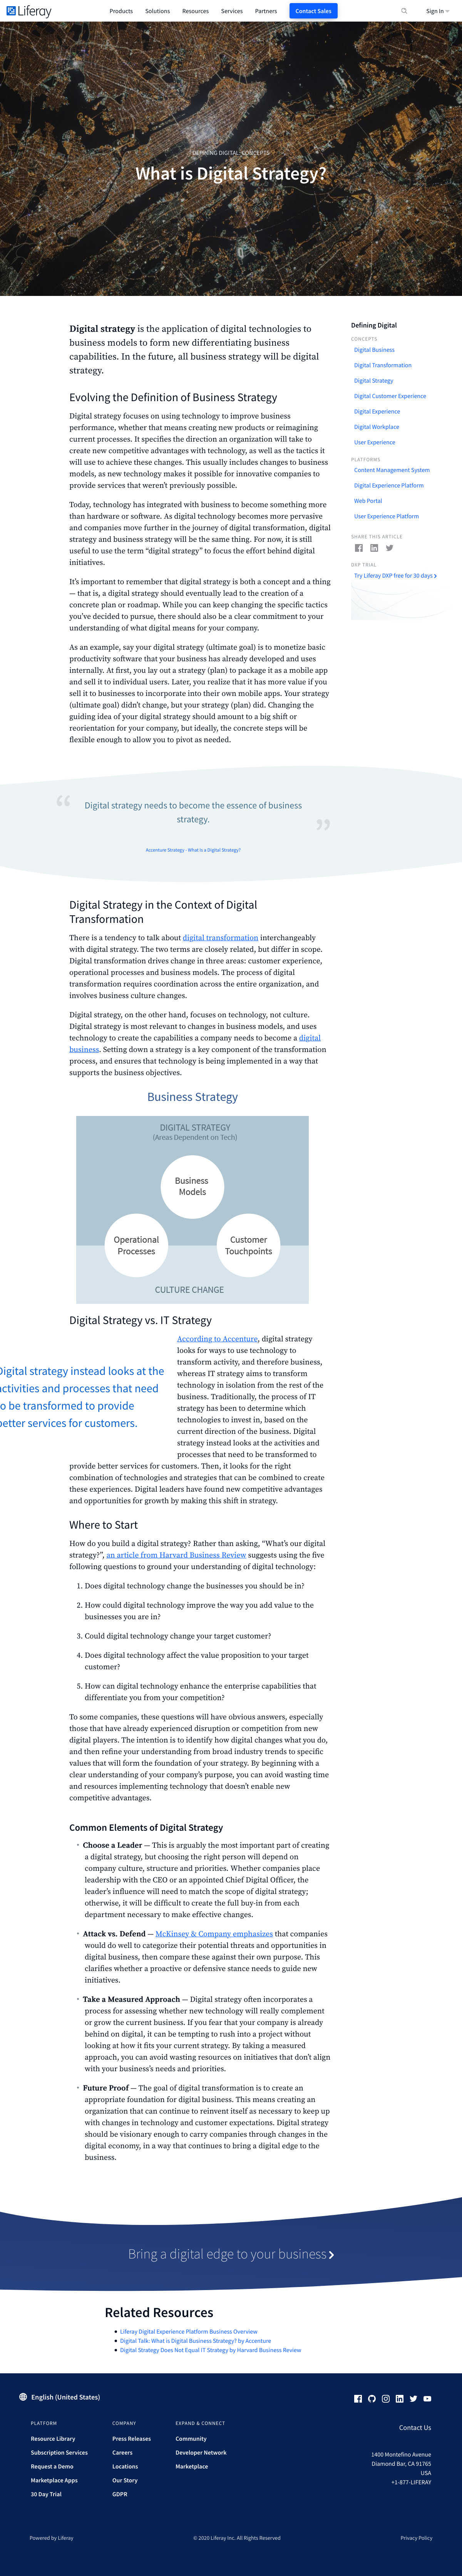 Liferay
Products Solutions Resources Services Partners Contact Sales Sign In
DEFINING DIGITAL: CONCEPTS
What is Digital Strategy?
Digital strategy is the application of digital technologies to
business models to form new differentiating business
capabilities. In the future, all business strategy will be digital
strategy.
Evolving the Definition of Business Strategy
Digital strategy focuses on using technology to improve business
performance, whether that means creating new products or reimagining
current processes. It specifies the direction an organization will take to
create new competitive advantages with technology, as well as the tactics it
will use to achieve these changes. This usually includes changes to business
models, as new technology makes it possible for innovative companies to
provide services that weren't previously possible.
Today, technology has been integrated with business to become more than
hardware or software. As digital technology becomes more pervasive
and companies move further in the journey of digital transformation, digital
strategy and business strategy will be the same thing. For now, it is still
useful to use the term “digital strategy” to focus the effort behind digital
initiatives.
It's important to remember that digital strategy is both a concept and a thing
— that is, a digital strategy should eventually lead to the creation of a
concrete plan or roadmap. While you can keep changing the specific tactics
you've decided to pursue, there should also be a clear commitment to your
understanding of what digital means for your company.
As an example, say your digital strategy (ultimate goal) is to monetize basic
productivity software that your business has already developed and uses
internally. At first, you lay out a strategy (plan) to package it as a mobile app
and sell it to individual users. Later, you realize that it has more value if you
sell it to businesses to incorporate into their own mobile apps. Your strategy
(ultimate goal) didn't change, but your strategy (plan) did. Changing the
guiding idea of your digital strategy should amount to a big shift or
reorientation for your company, but ideally, the concrete steps will be
flexible enough to allow you to pivot as needed.
Defining Digital
CONCEPTS
Digital Business
Digital Transformation
Digital Strategy
Digital Customer Experience
Digital Experience
Digital Workplace
User Experience
PLATFORMS
Content Management System
Digital Experience Platform
Web Portal
User Experience Platform
SHARE THIS ARTICLE
DXP TRIAL
Try Liferay DXP free for 30 days
“
Digital strategy needs to become the essence of business
strategy.
”
Accenture Strategy - What Is a Digital Strategy?
Digital Strategy in the Context of Digital
Transformation
There is a tendency to talk about digital transformation interchangeably
with digital strategy. The two terms are closely related, but differ in scope.
Digital transformation drives change in three areas: customer experience,
operational processes and business models. The process of digital
transformation requires coordination across the entire organization, and
involves business culture changes.
Digital strategy, on the other hand, focuses on technology, not culture.
Digital strategy is most relevant to changes in business models, and uses
technology to create the capabilities a company needs to become a digital
business. Setting down a strategy is a key component of the transformation
process, and ensures that technology is being implemented in a way that
supports the business objectives.
Business Strategy
DIGITAL STRATEGY
(Areas Dependent on Tech)
Business
Models
Operational
Processes
Customer
Touchpoints
CULTURE CHANGE
Digital Strategy vs. IT Strategy
Digital strategy instead looks at the
activities and processes that need
to be transformed to provide
better services for customers.
According to Accenture, digital strategy
looks for ways to use technology to
transform activity, and therefore business,
whereas IT strategy aims to transform
technology in isolation from the rest of the
business. Traditionally, the process of IT
strategy has been to determine which
technologies to invest in, based on the
current direction of the business. Digital
strategy instead looks at the activities and
processes that need to be transformed to
provide better services for customers. Then, it looks for the right
combination of technologies and strategies that can be combined to create
these experiences. Digital leaders have found new competitive advantages
and opportunities for growth by making this shift in strategy.
Where to Start
How do you build a digital strategy? Rather than asking, “What's our digital
strategy?”, an article from Harvard Business Review suggests using the five
following questions to ground your understanding of digital technology:
1. Does digital technology change the businesses you should be in?
2. How could digital technology improve the way you add value to the
businesses you are in?
3. Could digital technology change your target customer?
4. Does digital technology affect the value proposition to your target
customer?
5. How can digital technology enhance the enterprise capabilities that
differentiate you from your competition?
To some companies, these questions will have obvious answers, especially
those that have already experienced disruption or competition from new
digital players. The intention is to identify how digital changes what you do,
and then refine your understanding from broad industry trends to specific
values that will form the foundation of your strategy. By beginning with a
clear understanding of your company's purpose, you can avoid wasting time
and resources implementing technology that doesn't enable new
competitive advantages.
Common Elements of Digital Strategy
• Choose a Leader — This is arguably the most important part of creating
a digital strategy, but choosing the right person will depend on
company culture, structure and priorities. Whether companies place
leadership with the CEO or an appointed Chief Digital Officer, the
leader's influence will need to match the scope of digital strategy;
otherwise, it will be difficult to create the full buy-in from each
department necessary to make effective changes.
• Attack vs. Defend — McKinsey & Company emphasizes that companies
would do well to categorize their potential threats and opportunities in
digital business, then compare these against their own purpose. This
clarifies whether a proactive or defensive stance needs to guide new
initiatives.
• Take a Measured Approach — Digital strategy often incorporates a
process for assessing whether new technology will really complement
or grow the current business. If you fear that your company is already
behind on digital, it can be tempting to rush into a project without
looking at how it fits your current strategy. By taking a measured
approach, you can avoid wasting resources on initiatives that don't align
with your business's needs and priorities.
• Future Proof — The goal of digital transformation is to create an
appropriate foundation for digital business. This means creating an
organization that can continue to reinvent itself as necessary to keep up
with changes in technology and customer expectations. Digital strategy
should be visionary enough to carry companies through changes in the
digital economy, in a way that continues to bring a digital edge to the
business.
Bring a digital edge to your business
Related Resources
• Liferay Digital Experience Platform Business Overview
• Digital Talk: What is Digital Business Strategy? by Accenture
• Digital Strategy Does Not Equal IT Strategy by Harvard Business Review
English (United States)
PLATFORM
Resource Library
Subscription Services
Request a Demo
Marketplace Apps
30 Day Trial
COMPANY
Press Releases
Careers
Locations
Our Story
GDPR
EXPAND & CONNECT
Community
Developer Network
Marketplace
Contact Us
1400 Montefino Avenue
Diamond Bar, CA 91765
USA
+1-877-LIFERAY
Powered by Liferay
© 2020 Liferay Inc. All Rights Reserved
Privacy Policy